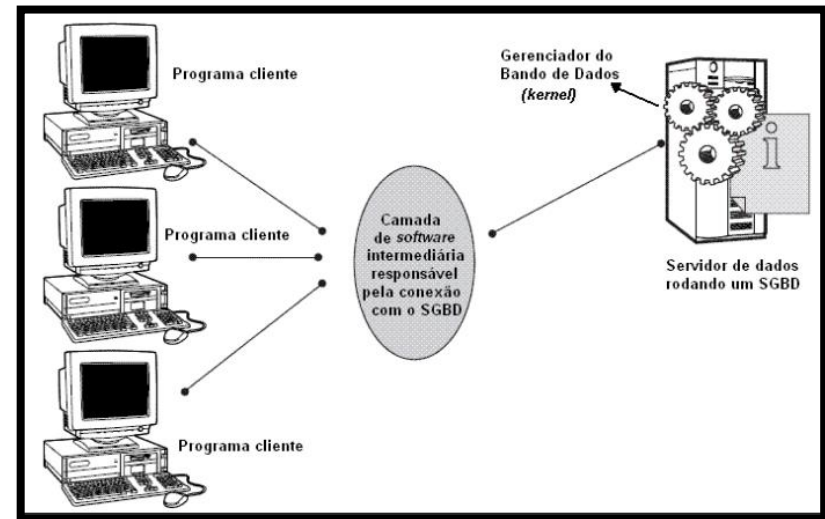 Programa cliente
Gerenciador do
Bando de Dados
(kernel)
Programa cliente
Camada
de software
intermediária
responsável
pela conexão
com o SGBD
Servidor de dados
rodando um SGBD
Programa cliente
i